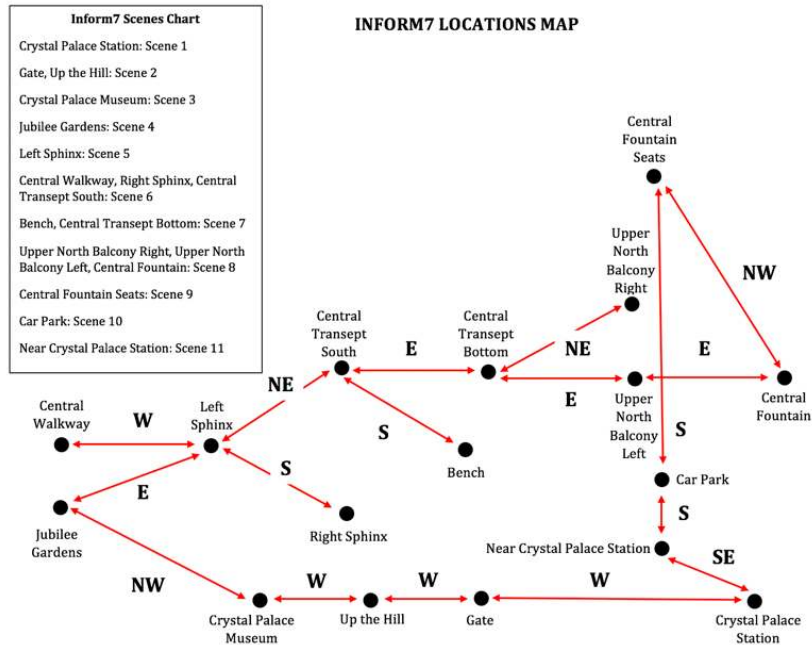 Inform7 Scenes Chart
Crystal Palace Station: Scene 1
Gate, Up the Hill: Scene 2
Crystal Palace Museum: Scene 3
Jubilee Gardens: Scene 4
Left Sphinx: Scene 5
Central Walkway, Right Sphinx, Central
Transept South: Scene 6
Bench, Central Transept Bottom: Scene 7
Upper North Balcony Right, Upper North
Balcony Left, Central Fountain: Scene 8
Central Fountain Seats: Scene 9
Car Park: Scene 10
Near Crystal Palace Station: Scene 11
INFORM7 LOCATIONS MAP
Central
Fountain
Seats
Upper
North
Balcony
Right
NW
Central
Transept
South
E
Central
Transept
Bottom
NE
E
NE
E
Upper
North
Balcony
Left
Central
Fountain
Central
Walkway
W
Left
Sphinx
S
Bench
S
Car Park
E
S
S
Jubilee
Gardens
Right Sphinx
Near Crystal Palace Station
SE
NW
W
W
W
Crystal Palace
Museum
Up the Hill
Gate
Crystal Palace
Station